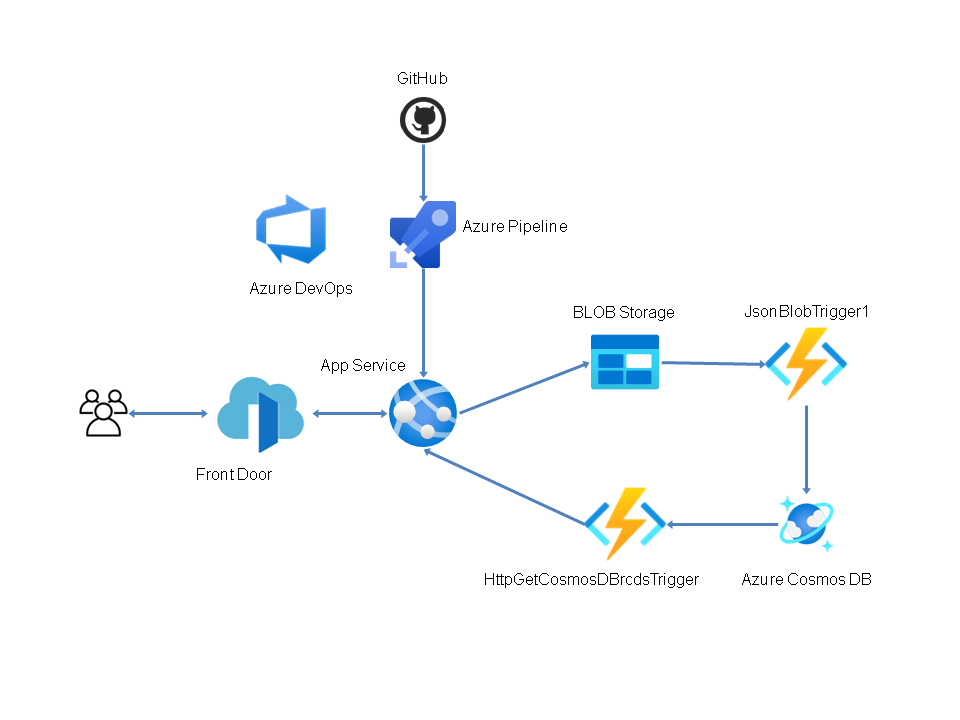 GitHub
Azure Pipeline
Azure DevOps
BLOB Storage
JsonBlobTrigger1
App Service
Front Door
HttpGetCosmosDBrcdsTrigger
Azure Cosmos DB